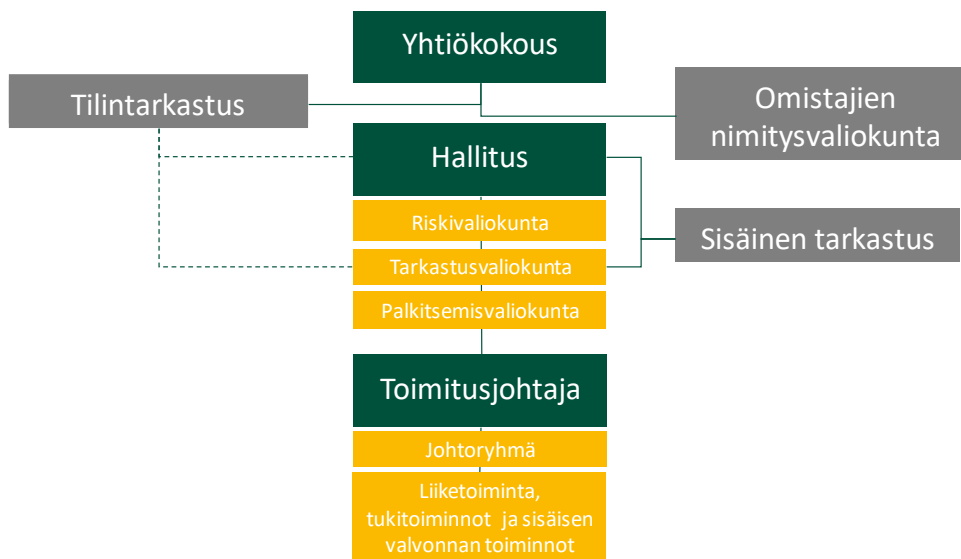 Yhtiökokous
Tilintarkastus
Omistajien
nimitysvaliokunta
Hallitus
Riskivaliokunta
Sisäinen tarkastus
Tarkastusvaliokunta
Palkitsemisvaliokunta
Toimitusjohtaja
Johtoryhmä
Liiketoiminta,
tukitoiminnot ja sisäisen
valvonnan toiminnot